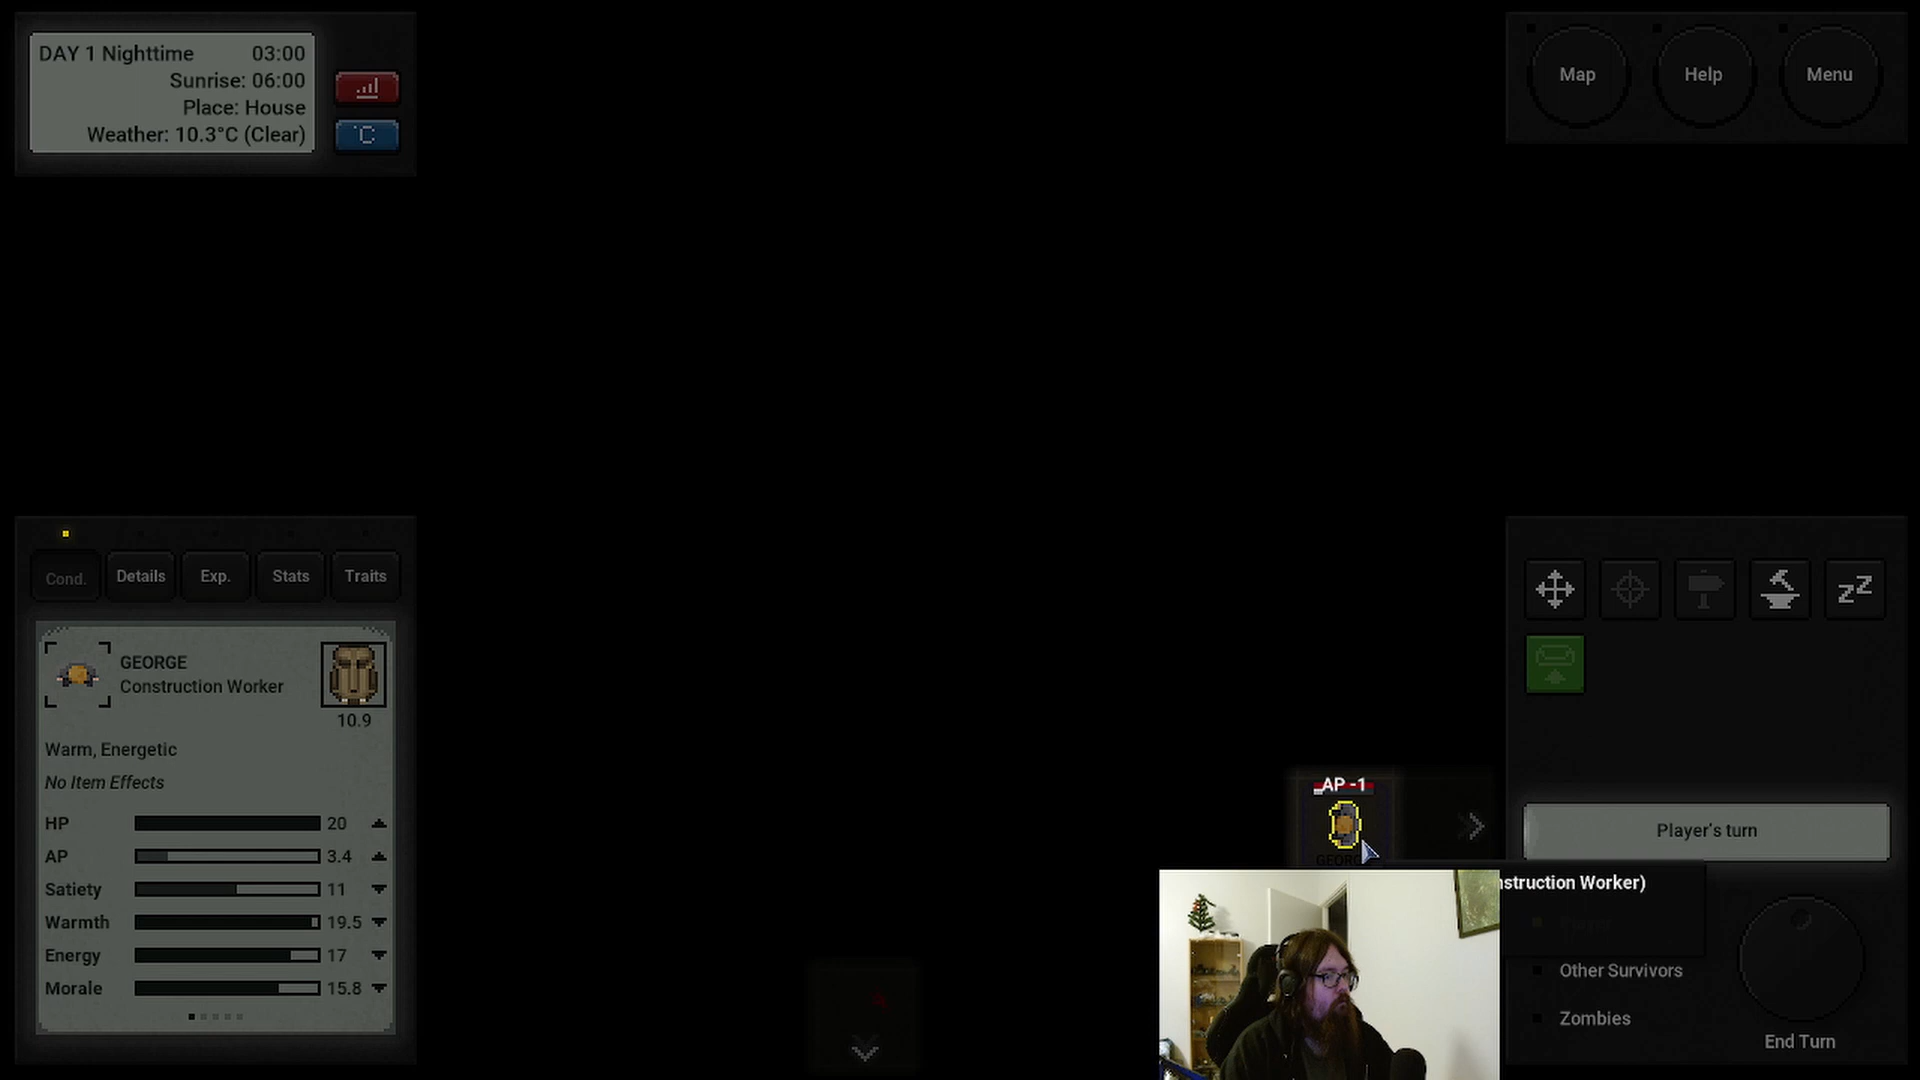 DAY 1 Nighttime 03:00
Sunrise: 06:00
Place: House
Weather: 10.3°C (Clear)
°C
Map
Help
Menu
Cond.
Details
Exp.
Stats
Traits
GEORGE
Construction Worker
10.9
Warm, Energetic
No Item Effects
HP 20
AP 3.4
Satiety 11
Warmth 19.5
Energy 17
Morale 15.8
zZ
AP -1
Player's turn
nstruction Worker)
Other Survivors
Zombies
End Turn